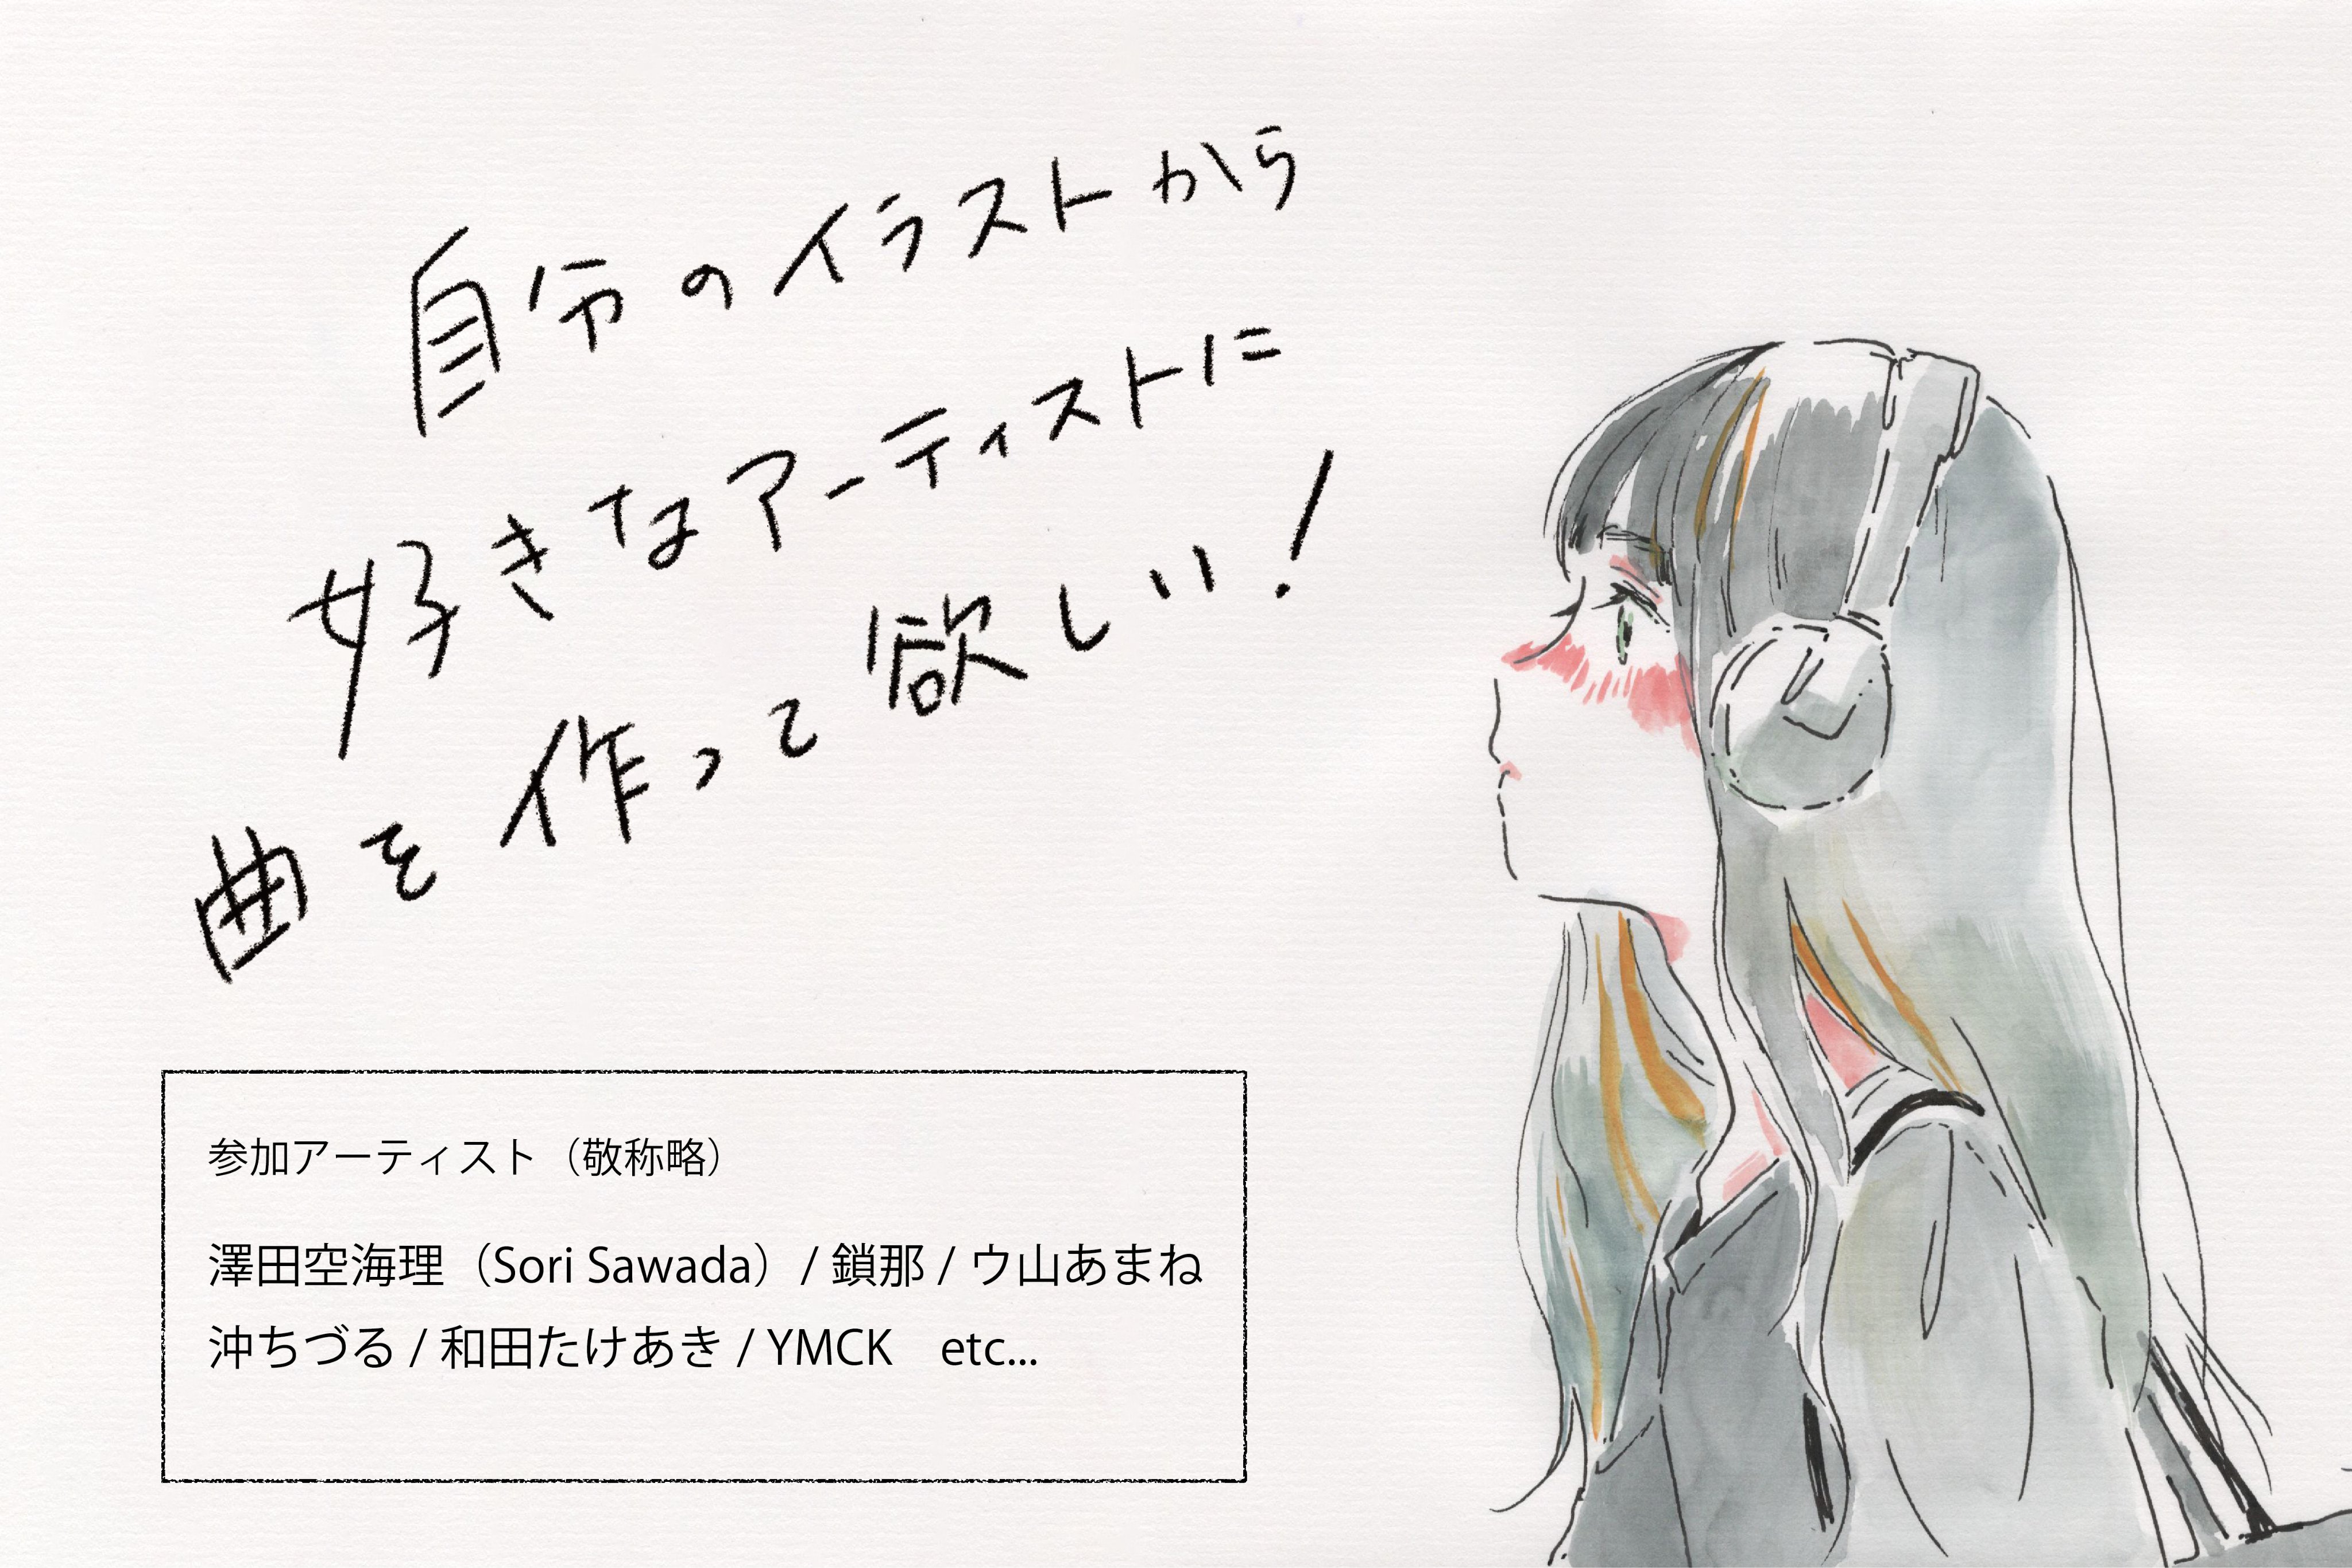 自分のイラストから
好きなアーティストに
曲を作って欲しい!
参加アーティスト（敬称略）
澤田空海理（Sori Sawada）/ 鎖那 / ウ山あまね
沖ちづる / 和田たけあき / YMCK　etc...